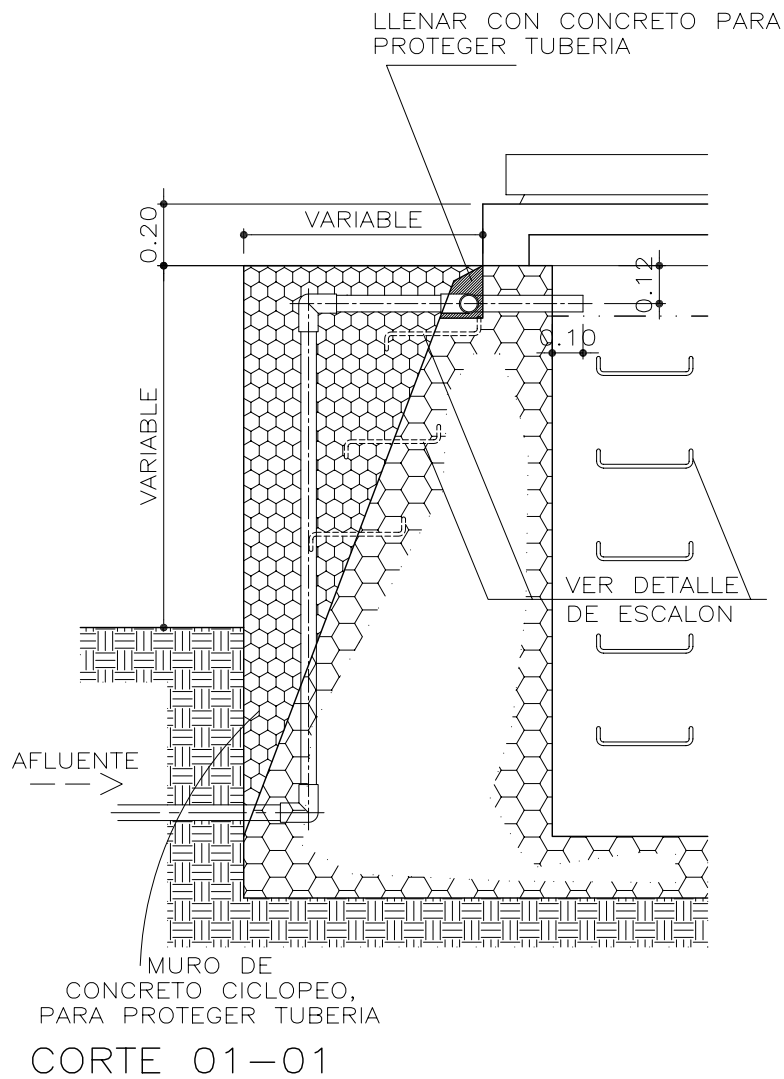 LLENAR CON CONCRETO PARA
PROTEGER TUBERIA
0.20
VARIABLE
0.12
0.10
VARIABLE
VER DETALLE
DE ESCALON
AFLUENTE
MURO DE
CONCRETO CICLOPEO,
PARA PROTEGER TUBERIA
CORTE 01-01